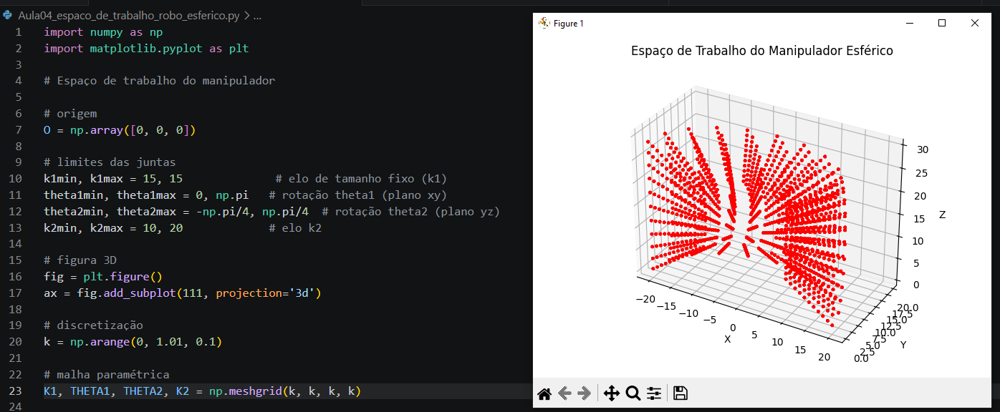 Aula04_espaco_de_trabalho_robo_esferico.py > ...
1 import numpy as np
2 import matplotlib.pyplot as plt
3
4 # Espaço de trabalho do manipulador
5
6 # origem
7 O = np.array([0, 0, 0])
8
9 # limites das juntas
10 k1min, k1max = 15, 15 # elo de tamanho fixo (k1)
11 theta1min, theta1max = 0, np.pi # rotação theta1 (plano xy)
12 theta2min, theta2max = -np.pi/4, np.pi/4 # rotação theta2 (plano yz)
13 k2min, k2max = 10, 20 # elo k2
14
15 # figura 3D
16 fig = plt.figure()
17 ax = fig.add_subplot(111, projection='3d')
18
19 # discretização
20 k = np.arange(0, 1.01, 0.1)
21
22 # malha paramétrica
23 K1, THETA1, THETA2, K2 = np.meshgrid(k, k, k, k)
24
Figure 1
Espaço de Trabalho do Manipulador Esférico
30
25
20
15
10
5
0
Z
−20
−15
−10
−5
0
5
10
15
20
X
0.0
2.5
5.0
7.5
10.0
12.5
15.0
17.5
20.0
Y